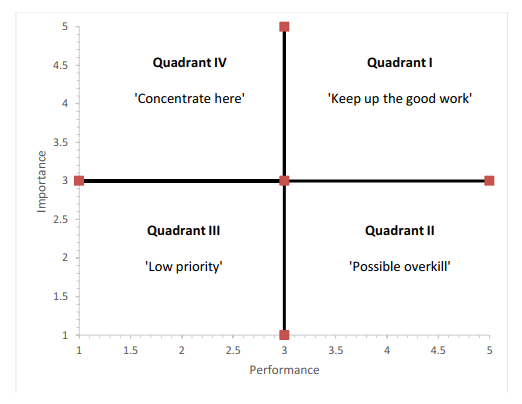 5
4.5
4
3.5
3
2.5
2
1.5
1
Importance
Quadrant IV
'Concentrate here'
Quadrant I
'Keep up the good work'
Quadrant III
'Low priority'
Quadrant II
'Possible overkill'
1 1.5 2 2.5 3 3.5 4 4.5 5
Performance